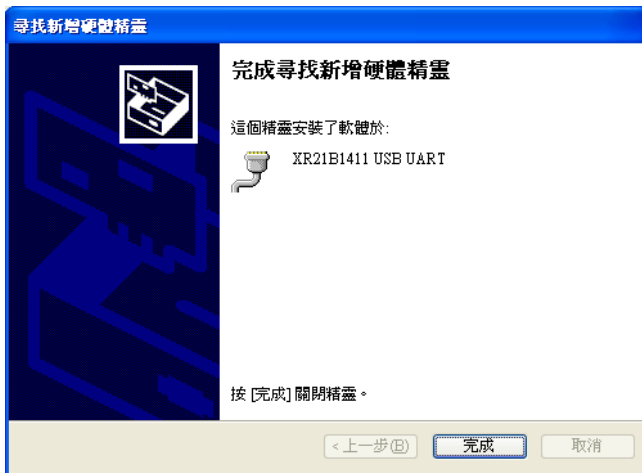 尋找新增硬體精靈
完成尋找新增硬體精靈
這個精靈安裝了軟體於:
XR21B1411 USB UART
按 [完成] 關閉精靈。
<上一步(B)
完成
取消